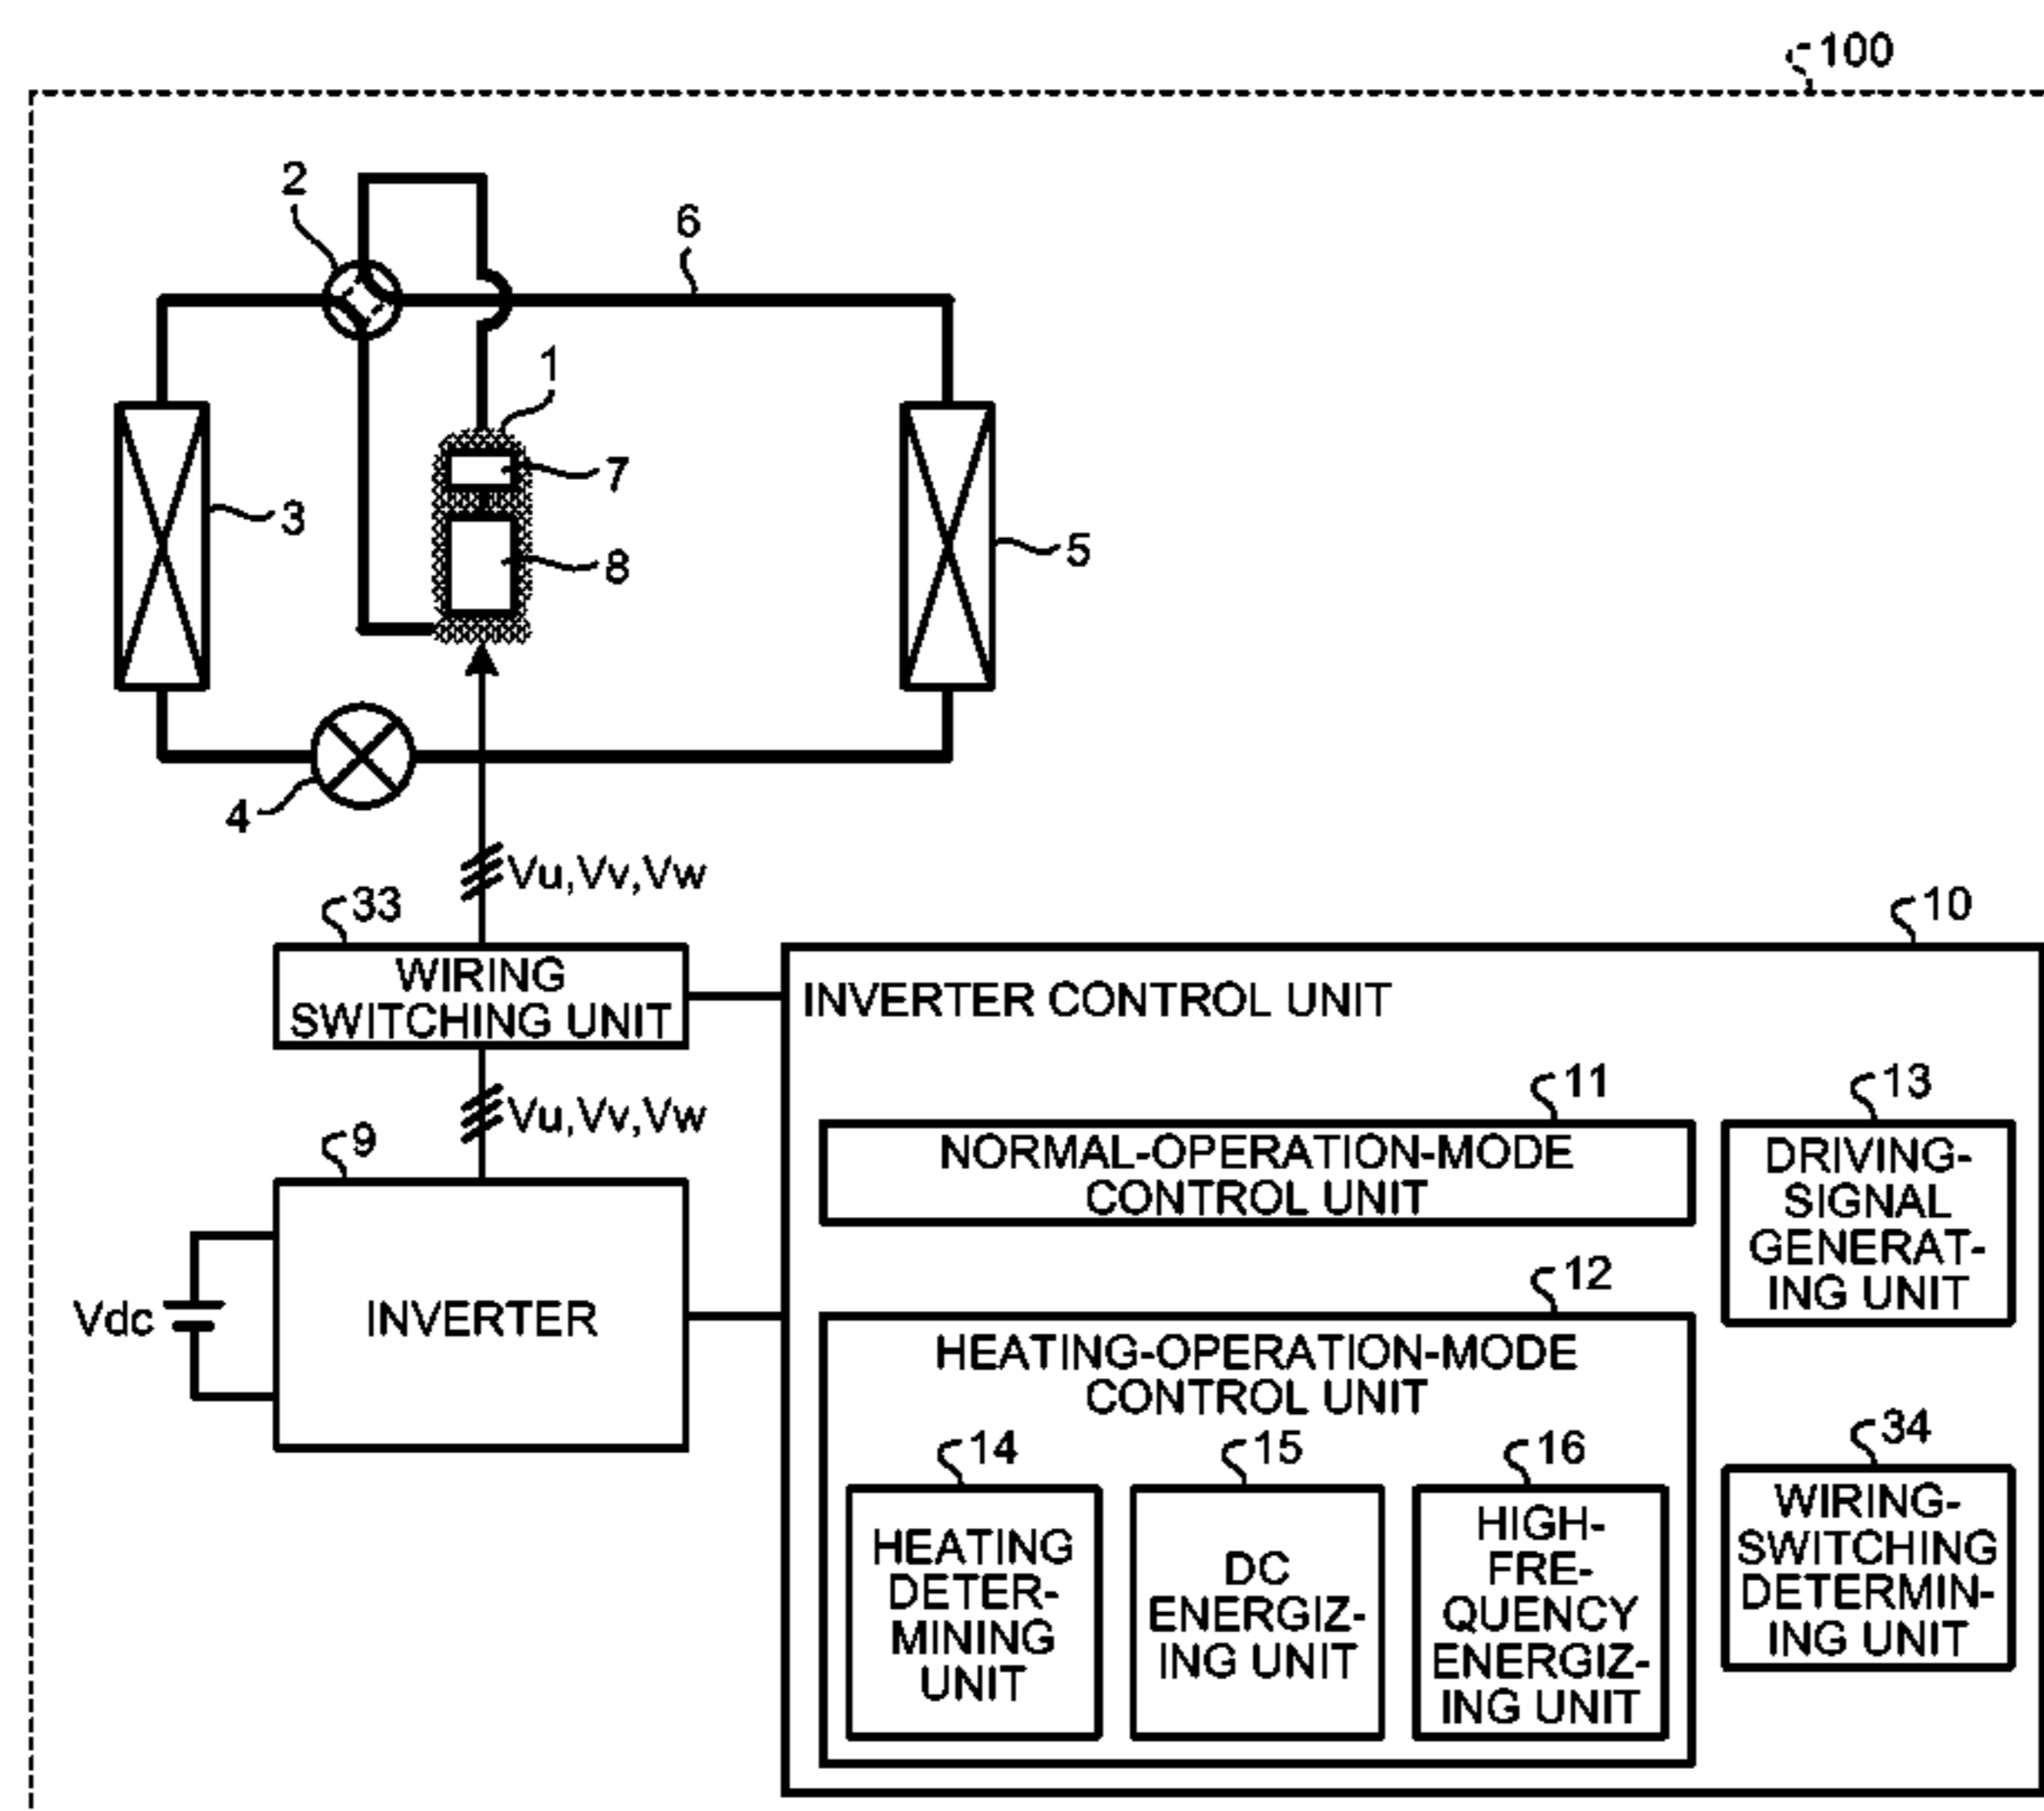 100
2
6
1
7
3
8
5
4
Vu,Vv,Vw
33
10
WIRING
SWITCHING UNIT
INVERTER CONTROL UNIT
11
13
Vu,Vv,Vw
9
NORMAL-OPERATION-MODE
CONTROL UNIT
DRIVING-
SIGNAL
GENERAT-
ING UNIT
12
Vdc
INVERTER
HEATING-OPERATION-MODE
CONTROL UNIT
34
14
15
16
HEATING
DETER-
MINING
UNIT
DC
ENERGIZ-
ING UNIT
HIGH-
FRE-
QUENCY
ENERGIZ-
ING UNIT
WIRING-
SWITCHING
DETERMIN-
ING UNIT